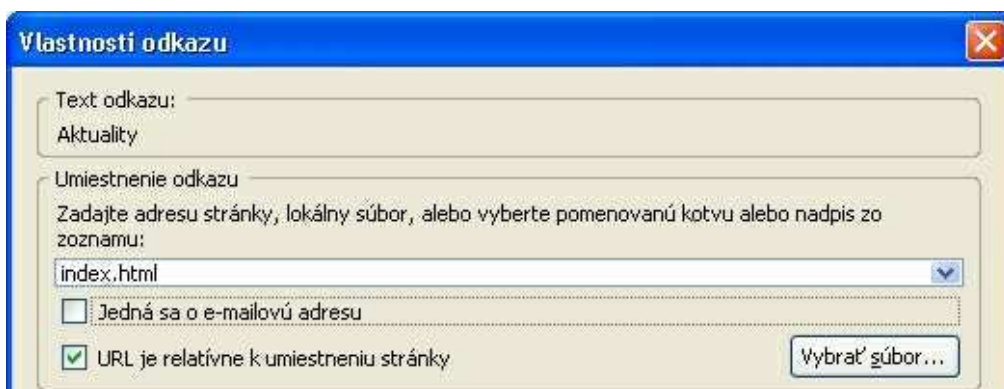 Vlastnosti odkazu
Text odkazu:
Aktuality
Umiestnenie odkazu
Zadajte adresu stránky, lokálny súbor, alebo vyberte pomenovanú kotvu alebo nadpis zo
zoznamu:
index.html
Jedná sa o e-mailovú adresu
URL je relatívne k umiestneniu stránky
Vybrať súbor...